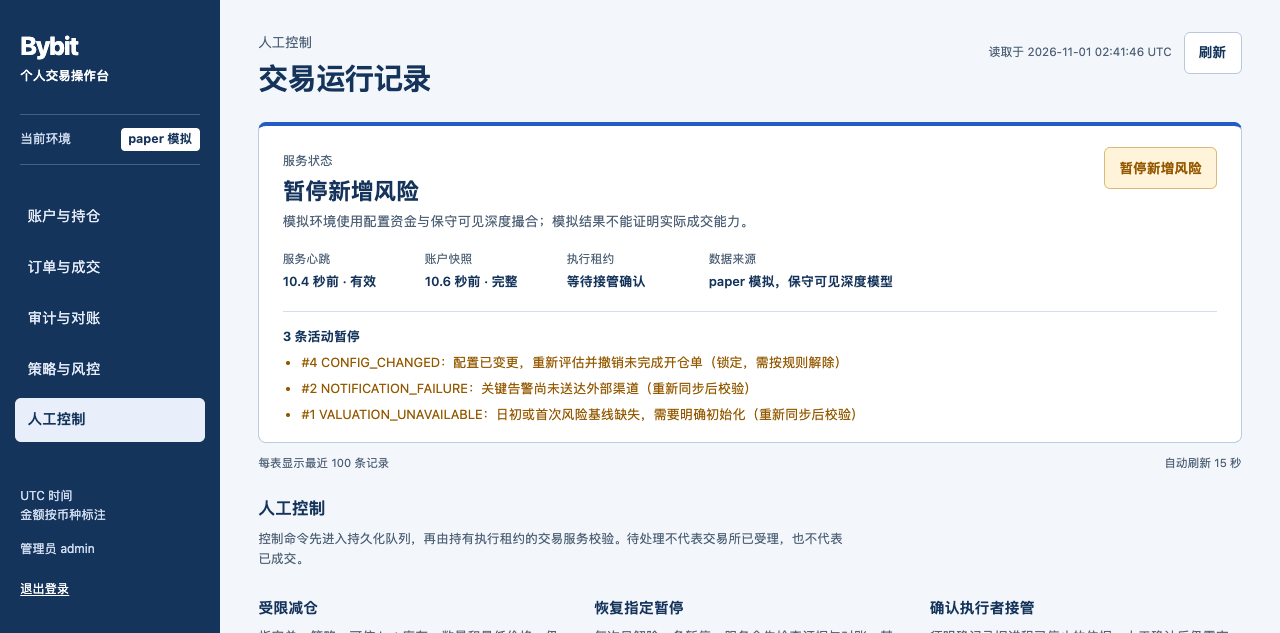 Bybit
个人交易操作台
当前环境
paper 模拟
账户与持仓
订单与成交
审计与对账
策略与风控
人工控制
UTC 时间
金额按币种标注
管理员 admin
退出登录
人工控制
交易运行记录
读取于 2026-11-01 02:41:46 UTC
刷新
服务状态
暂停新增风险
暂停新增风险
模拟环境使用配置资金与保守可见深度撮合；模拟结果不能证明实际成交能力。
服务心跳
10.4 秒前 · 有效
账户快照
10.6 秒前 · 完整
执行租约
等待接管确认
数据来源
paper 模拟，保守可见深度模型
3 条活动暂停
#4 CONFIG_CHANGED：配置已变更，重新评估并撤销未完成开仓单（锁定，需按规则解除）
#2 NOTIFICATION_FAILURE：关键告警尚未送达外部渠道（重新同步后校验）
#1 VALUATION_UNAVAILABLE：日初或首次风险基线缺失，需要明确初始化（重新同步后校验）
每表显示最近 100 条记录
自动刷新 15 秒
人工控制
控制命令先进入持久化队列，再由持有执行租约的交易服务校验。待处理不代表交易所已受理，也不代表
已成交。
受限减仓
恢复指定暂停
确认执行者接管